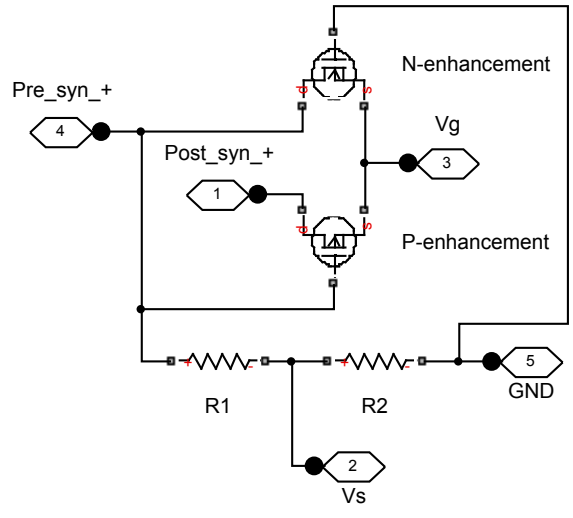 N-enhancement
d s
Pre_syn_+
4
Vg
3
Post_syn_+
1
d s
P-enhancement
+ - + -
5
R1
R2
GND
2
Vs